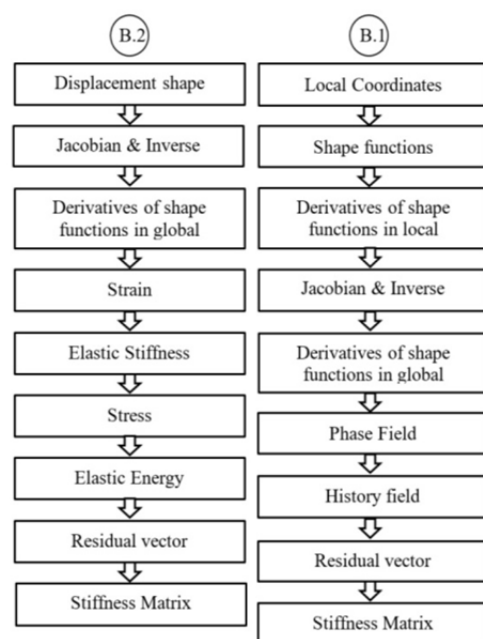 B.2
Displacement shape
Jacobian & Inverse
Derivatives of shape
functions in global
Strain
Elastic Stiffness
Stress
Elastic Energy
Residual vector
Stiffness Matrix
B.1
Local Coordinates
Shape functions
Derivatives of shape
functions in local
Jacobian & Inverse
Derivatives of shape
functions in global
Phase Field
History field
Residual vector
Stiffness Matrix